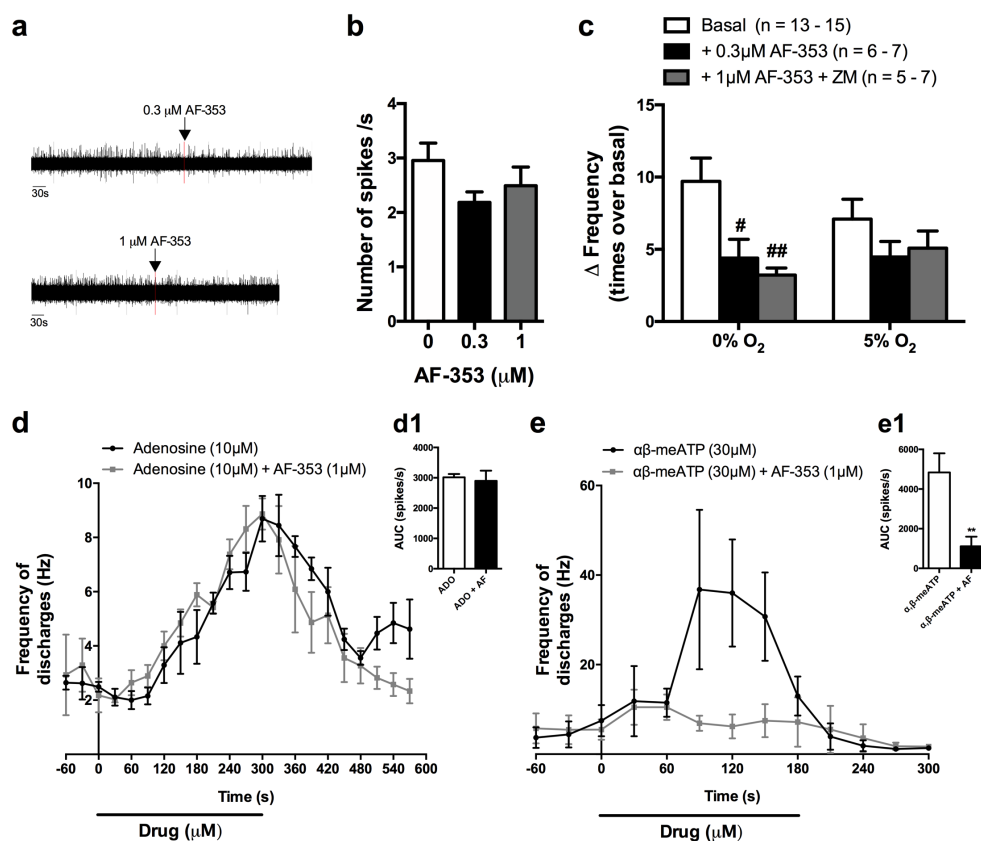 a
0.3 μM AF-353
30s
1 μM AF-353
30s
b
Number of spikes /s
4
3
2
1
0
0 0.3 1
AF-353 (μM)
c
Basal (n = 13 - 15)
+ 0.3μM AF-353 (n = 6 - 7)
+ 1μM AF-353 + ZM (n = 5 - 7)
Δ Frequency
(times over basal)
15
10
5
0
#
##
0% O₂ 5% O₂
d
Adenosine (10μM)
Adenosine (10μM) + AF-353 (1μM)
Frequency of
discharges (Hz)
10
8
6
4
2
-60 0 60 120 180 240 300 360 420 480 540 600
Time (s)
Drug (μM)
d1
AUC (spikes/s)
4000
3000
2000
1000
0
ADO
ADO + AF
e
αβ-meATP (30μM)
αβ-meATP (30μM) + AF-353 (1μM)
Frequency of
discharges (Hz)
60
40
20
-60 0 60 120 180 240 300
Time (s)
Drug (μM)
e1
AUC (spikes/s)
6000
4000
2000
0
**
α,β-meATP
α,β-meATP + AF